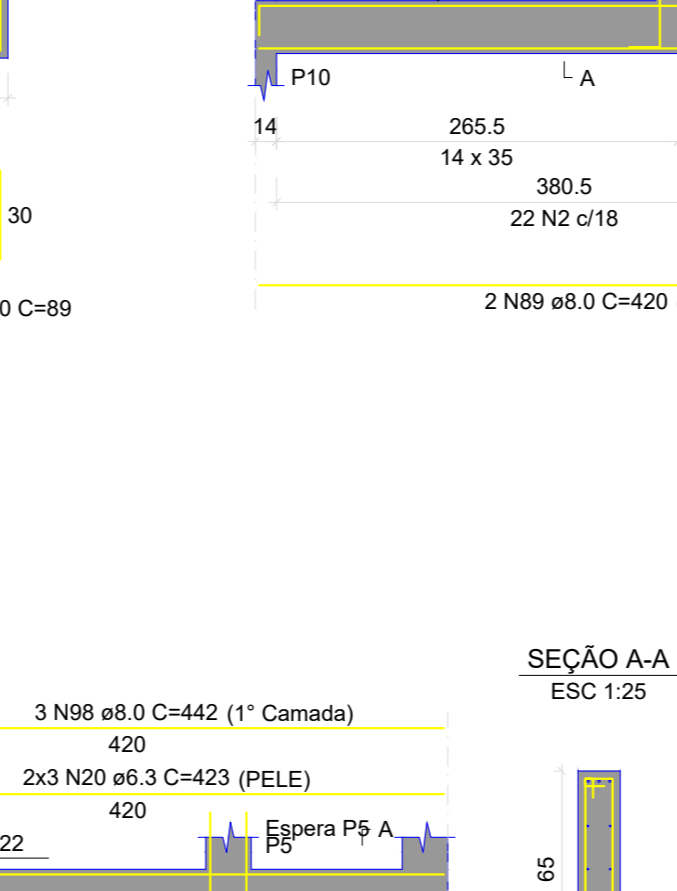 P10
A
14
265.5
14 x 35
380.5
30
22 N2 c/18
2 N89 ø8.0 C=420
0 C=89
SEÇÃO A-A
ESC 1:25
3 N98 ø8.0 C=442 (1° Camada)
420
2x3 N20 ø6.3 C=423 (PELE)
420
Espera P5
A
22
P5
65